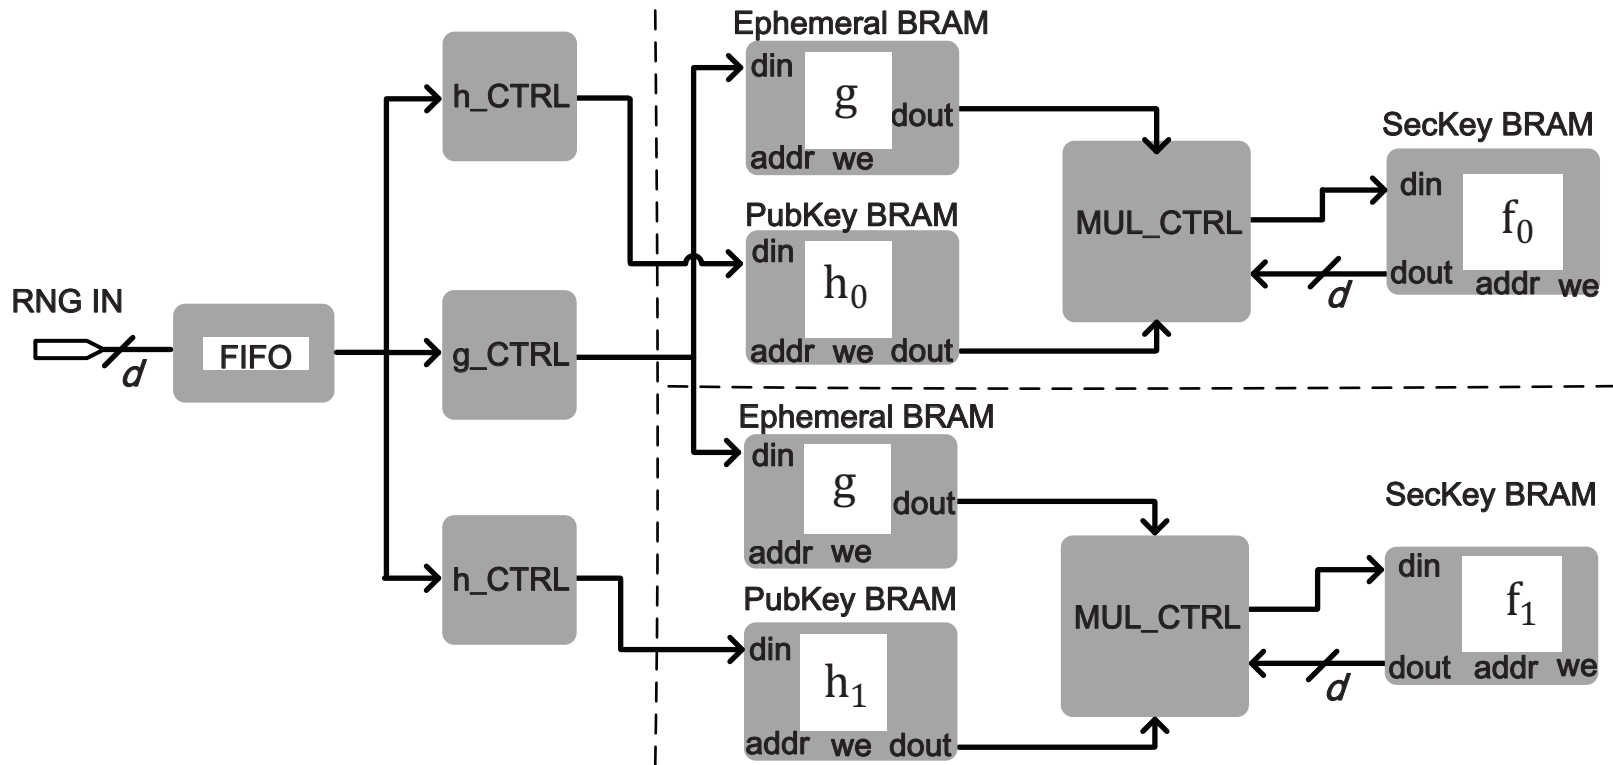 RNG IN
d
FIFO
h_CTRL
g_CTRL
h_CTRL
Ephemeral BRAM
din
g
dout
addr we
PubKey BRAM
din
h₀
addr we dout
MUL_CTRL
SecKey BRAM
din
f₀
dout
addr we
d
Ephemeral BRAM
din
g
dout
addr we
PubKey BRAM
din
h₁
addr we dout
MUL_CTRL
SecKey BRAM
din
f₁
dout addr we
d